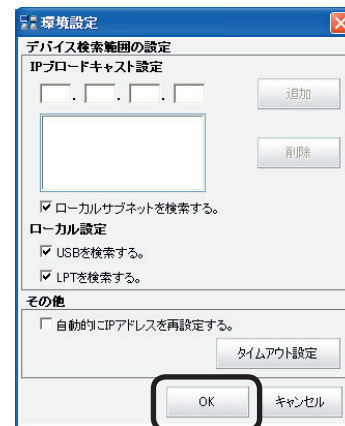 環境設定
デバイス検索範囲の設定
IPブロードキャスト設定
. . .
追加
削除
ローカルサブネットを検索する。
ローカル設定
USBを検索する。
LPTを検索する。
その他
自動的にIPアドレスを再設定する。
タイムアウト設定
OK キャンセル